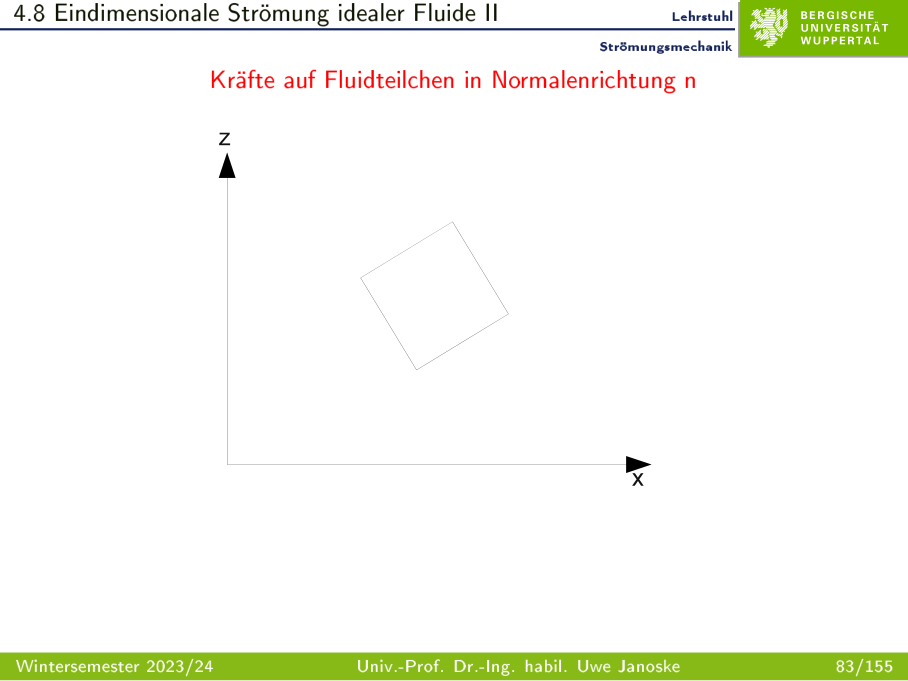 4.8 Eindimensionale Strömung idealer Fluide II
Lehrstuhl
Strömungsmechanik
BERGISCHE
UNIVERSITÄT
WUPPERTAL
Kräfte auf Fluidteilchen in Normalenrichtung n
z
x
Wintersemester 2023/24 Univ.-Prof. Dr.-Ing. habil. Uwe Janoske 83/155